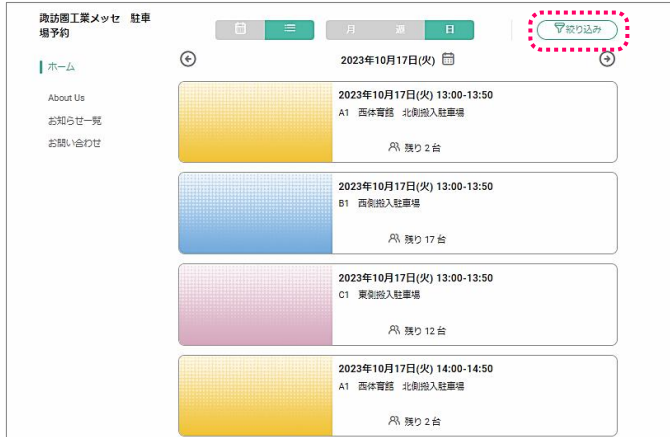 諏訪圏工業メッセ　駐車
場予約
月 週 日
絞り込み
ホーム
About Us
お知らせ一覧
お問い合わせ
2023年10月17日(火)
2023年10月17日(火) 13:00-13:50
A1　西体育館　北側搬入駐車場
残り 2 台
2023年10月17日(火) 13:00-13:50
B1　西側搬入駐車場
残り 17 台
2023年10月17日(火) 13:00-13:50
C1　東側搬入駐車場
残り 12 台
2023年10月17日(火) 14:00-14:50
A1　西体育館　北側搬入駐車場
残り 2 台